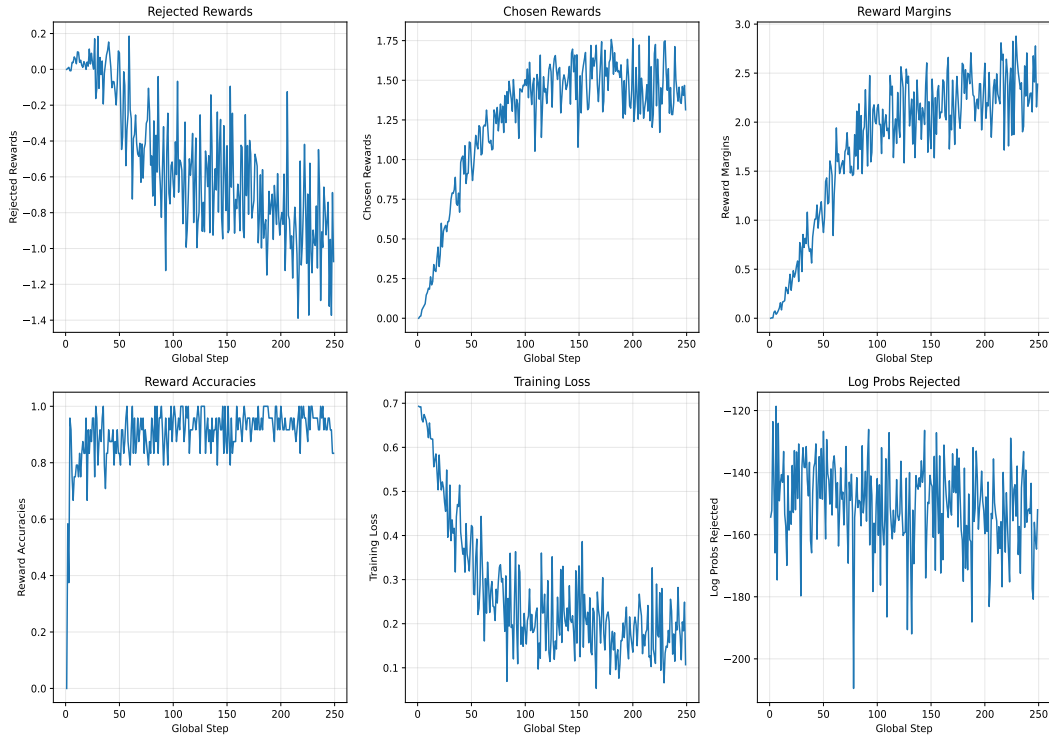 Rejected Rewards
Chosen Rewards
Reward Margins
Rejected Rewards
0.2
0.0
−0.2
−0.4
−0.6
−0.8
−1.0
−1.2
−1.4
0 50 100 150 200 250
Global Step
Chosen Rewards
1.75
1.50
1.25
1.00
0.75
0.50
0.25
0.00
0 50 100 150 200 250
Global Step
Reward Margins
3.0
2.5
2.0
1.5
1.0
0.5
0.0
0 50 100 150 200 250
Global Step
Reward Accuracies
Training Loss
Log Probs Rejected
Reward Accuracies
1.0
0.8
0.6
0.4
0.2
0.0
0 50 100 150 200 250
Global Step
Training Loss
0.7
0.6
0.5
0.4
0.3
0.2
0.1
0 50 100 150 200 250
Global Step
Log Probs Rejected
−120
−140
−160
−180
−200
0 50 100 150 200 250
Global Step